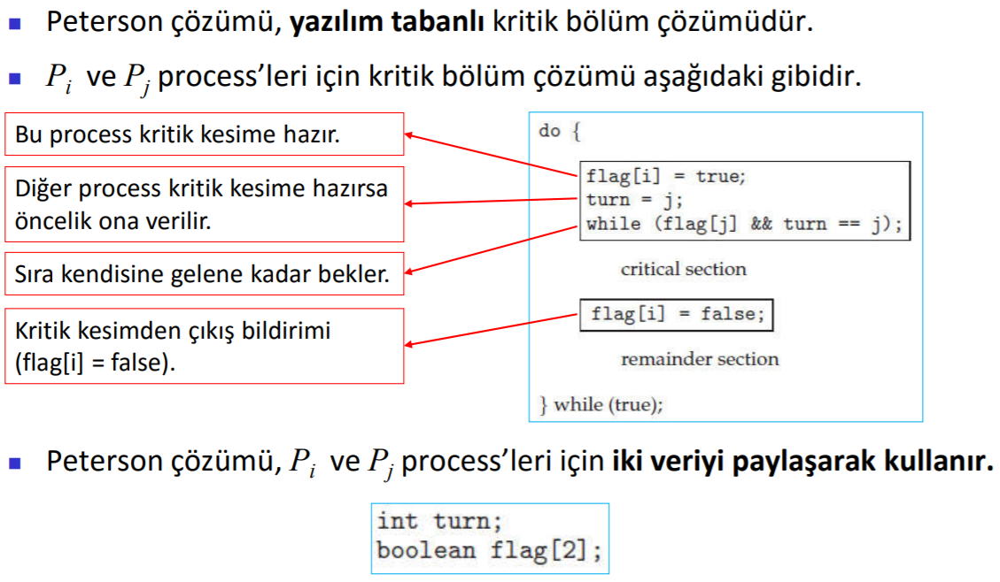 Peterson çözümü, yazılım tabanlı kritik bölüm çözümüdür.
Pi ve Pj process’leri için kritik bölüm çözümü aşağıdaki gibidir.
Bu process kritik kesime hazır.
Diğer process kritik kesime hazırsa
öncelik ona verilir.
Sıra kendisine gelene kadar bekler.
Kritik kesimden çıkış bildirimi
(flag[i] = false).
do {
flag[i] = true;
turn = j;
while (flag[j] && turn == j);
critical section
flag[i] = false;
remainder section
} while (true);
Peterson çözümü, Pi ve Pj process’leri için iki veriyi paylaşarak kullanır.
int turn;
boolean flag[2];